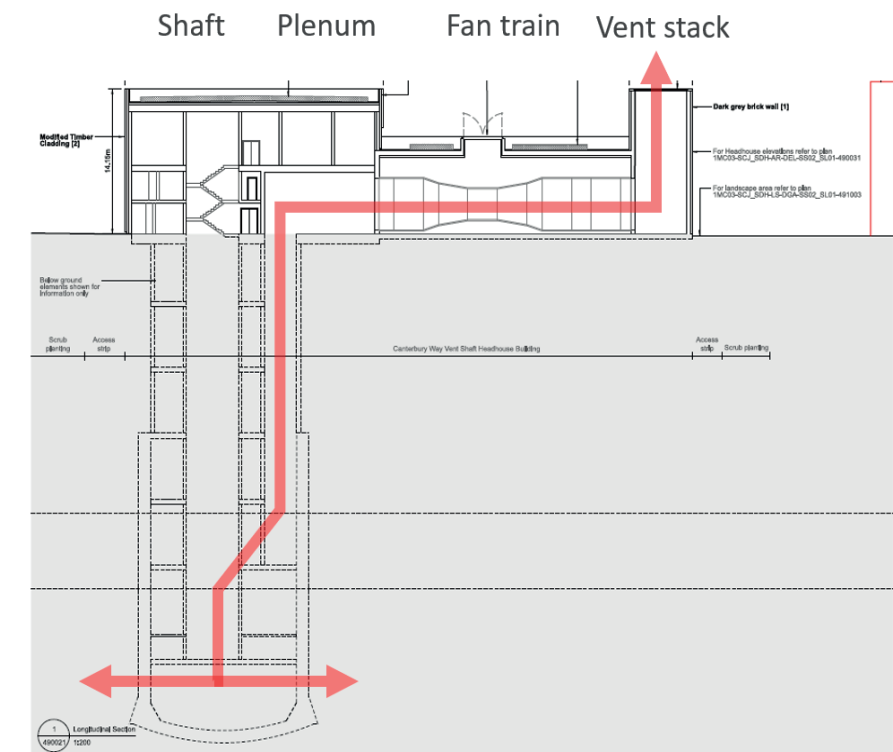 Shaft Plenum Fan train Vent stack
Modified Timber
Cladding [2]
14,15m
Dark grey brick wall [1]
For Headhouse elevations refer to plan
1MC03-SCJ_SDH-AR-DEL-SS02_SL01-490031
For landscape area refer to plan
1MC03-SCJ_SDH-LS-DGA-SS02_SL01-491003
Below ground
elements shown for
information only
Scrub
planting
Access
strip
Canterbury Way Vent Shaft Headhouse Building
Access
strip
Scrub planting
1
490021
Longitudinal Section
1:200